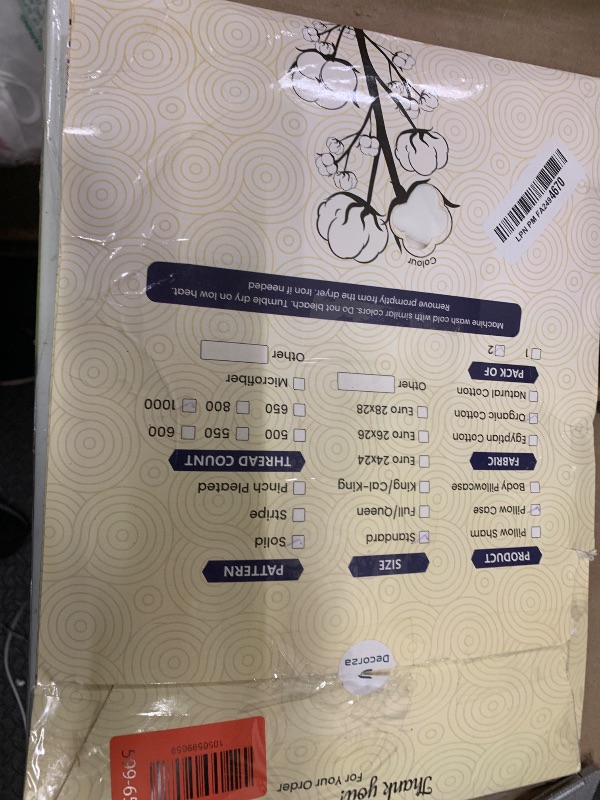 Thank you!
For Your Order
1050599659
599-65
Decorza
PRODUCT
Pillow Sham
Pillow Case
Body Pillowcase
FABRIC
Egyptian Cotton
Organic Cotton
Natural Cotton
PACK OF
1 2
SIZE
Standard
Full/Queen
King/Cal-King
Euro 24x24
Euro 26x26
Euro 28x28
Other
PATTERN
Solid
Stripe
Pinch Pleated
THREAD COUNT
500 550 600
650 800 1000
Microfiber
Other
Machine wash cold with similar colors. Do not bleach. Tumble dry on low heat.
Remove promptly from the dryer. Iron if needed
Colour
LPN PM FA2494670